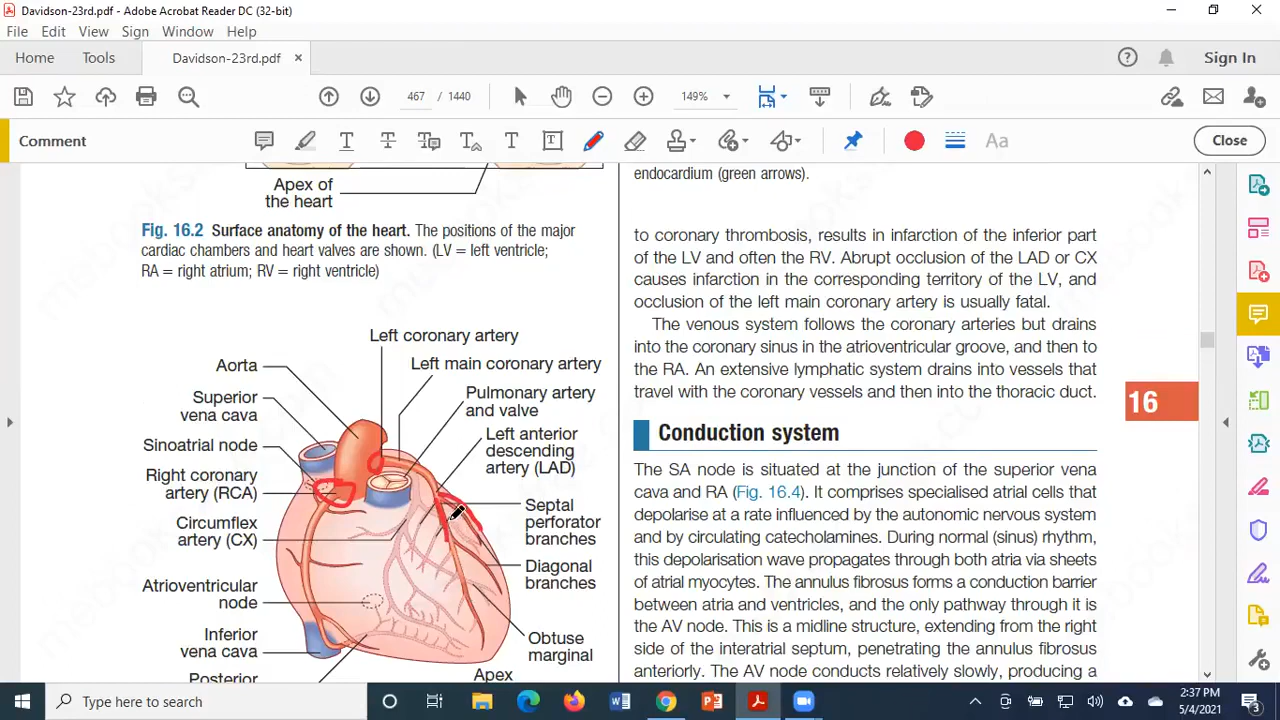 Davidson-23rd.pdf - Adobe Acrobat Reader DC (32-bit)
File Edit View Sign Window Help
Home Tools Davidson-23rd.pdf × Sign In
467 / 1440 149%
Comment Aa Close
Apex of
the heart
Fig. 16.2 Surface anatomy of the heart. The positions of the major
cardiac chambers and heart valves are shown. (LV = left ventricle;
RA = right atrium; RV = right ventricle)
Left coronary artery
Left main coronary artery
Aorta
Pulmonary artery
and valve
Superior
vena cava
Left anterior
descending
artery (LAD)
Sinoatrial node
Right coronary
artery (RCA)
Septal
perforator
branches
Circumflex
artery (CX)
Diagonal
branches
Atrioventricular
node
Obtuse
marginal
Inferior
vena cava
Apex
Posterior
endocardium (green arrows).
to coronary thrombosis, results in infarction of the inferior part
of the LV and often the RV. Abrupt occlusion of the LAD or CX
causes infarction in the corresponding territory of the LV, and
occlusion of the left main coronary artery is usually fatal.
The venous system follows the coronary arteries but drains
into the coronary sinus in the atrioventricular groove, and then to
the RA. An extensive lymphatic system drains into vessels that
travel with the coronary vessels and then into the thoracic duct.
16
Conduction system
The SA node is situated at the junction of the superior vena
cava and RA (Fig. 16.4). It comprises specialised atrial cells that
depolarise at a rate influenced by the autonomic nervous system
and by circulating catecholamines. During normal (sinus) rhythm,
this depolarisation wave propagates through both atria via sheets
of atrial myocytes. The annulus fibrosus forms a conduction barrier
between atria and ventricles, and the only pathway through it is
the AV node. This is a midline structure, extending from the right
side of the interatrial septum, penetrating the annulus fibrosus
anteriorly. The AV node conducts relatively slowly, producing a
Type here to search
2:37 PM
5/4/2021
3